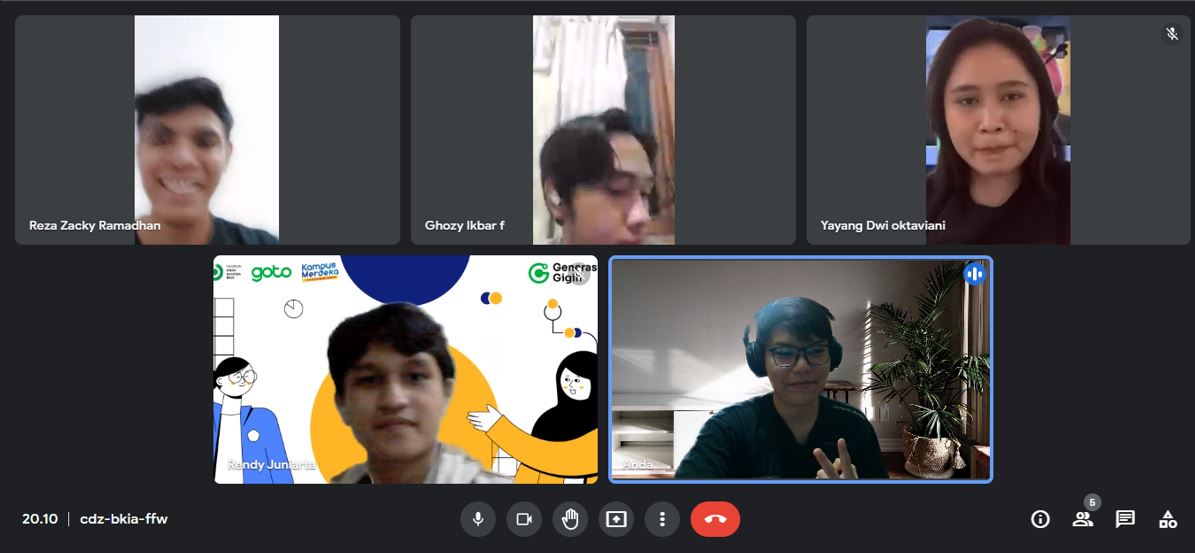 Reza Zacky Ramadhan
Ghozy Ikbar f
Yayang Dwi oktaviani
goto
Kampus
Merdeka
Generas
Gigih
Rendy Juniarta
Anda
20.10 | cdz-bkia-ffw
5